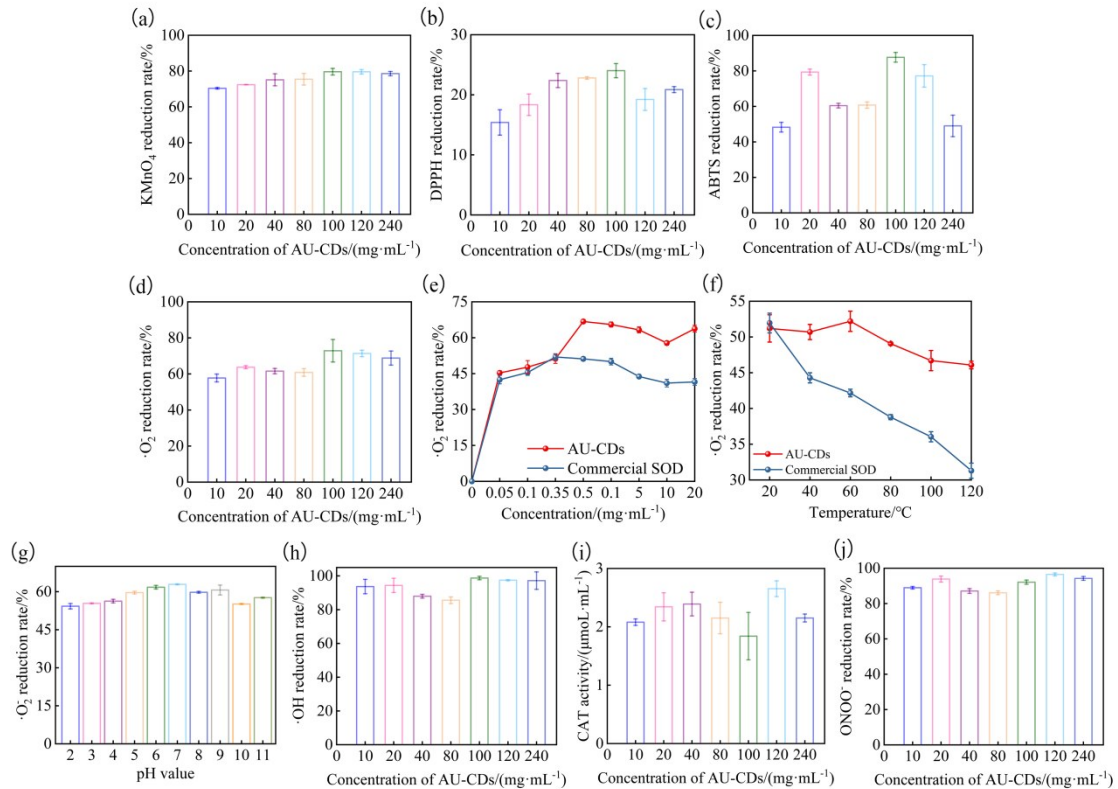 (a)
KMnO₄ reduction rate/%
100
80
60
40
20
0
0 10 20 40 80 100 120 240
Concentration of AU-CDs/(mg·mL⁻¹)
(b)
DPPH reduction rate/%
30
20
10
0
0 10 20 40 80 100 120 240
Concentration of AU-CDs/(mg·mL⁻¹)
(c)
ABTS reduction rate/%
100
80
60
40
20
0
0 10 20 40 80 100 120 240
Concentration of AU-CDs/(mg·mL⁻¹)
(d)
·O₂⁻ reduction rate/%
100
80
60
40
20
0
0 10 20 40 80 100 120 240
Concentration of AU-CDs/(mg·mL⁻¹)
(e)
·O₂⁻ reduction rate/%
75
60
45
30
15
0
AU-CDs
Commercial SOD
0 0.05 0.1 0.35 0.5 0.1 5 10 20
Concentration/(mg·mL⁻¹)
(f)
·O₂⁻ reduction rate/%
55
50
45
40
35
30
AU-CDs
Commercial SOD
20 40 60 80 100 120
Temperature/°C
(g)
·O₂⁻ reduction rate/%
60
45
30
15
0
2 3 4 5 6 7 8 9 10 11
pH value
(h)
·OH reduction rate/%
100
80
60
40
20
0
0 10 20 40 80 100 120 240
Concentration of AU-CDs/(mg·mL⁻¹)
(i)
CAT activity/(μmoL·mL⁻¹)
3
2
1
0
0 10 20 40 80 100 120 240
Concentration of AU-CDs/(mg·mL⁻¹)
(j)
ONOO⁻ reduction rate/%
100
80
60
40
20
0
0 10 20 40 80 100 120 240
Concentration of AU-CDs/(mg·mL⁻¹)